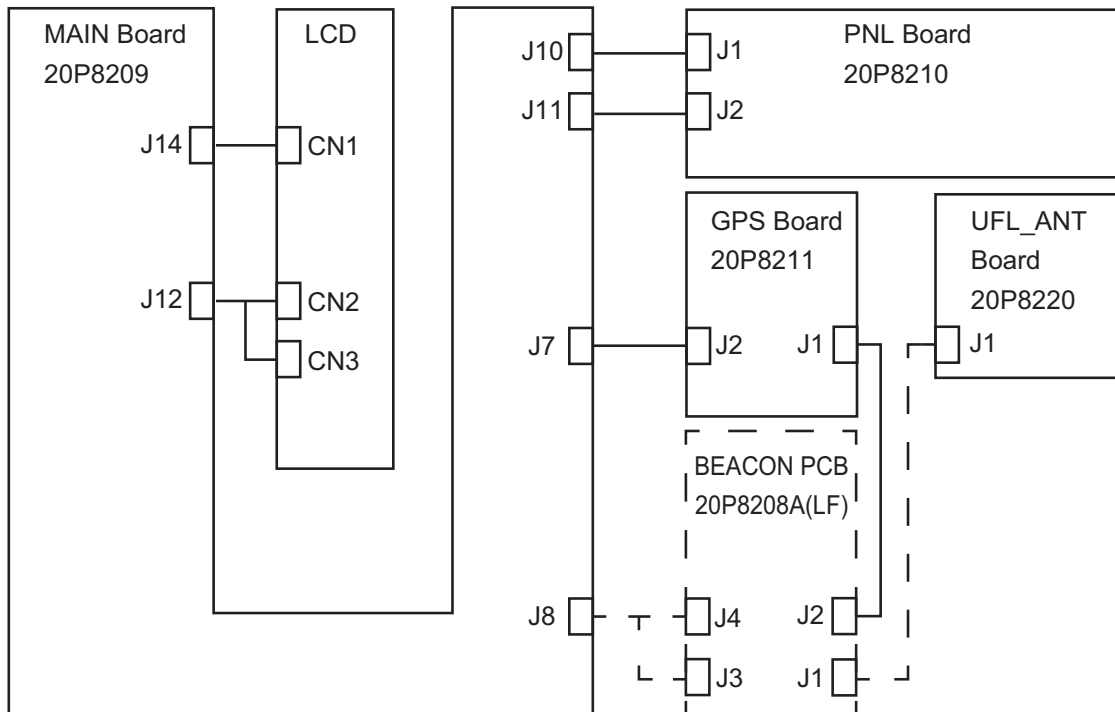 MAIN Board
20P8209
LCD
J14
CN1
J12
CN2
CN3
J10
J1
J11
J2
PNL Board
20P8210
GPS Board
20P8211
UFL_ANT
Board
20P8220
J7
J2
J1
J1
BEACON PCB
20P8208A(LF)
J8
J4
J2
J3
J1